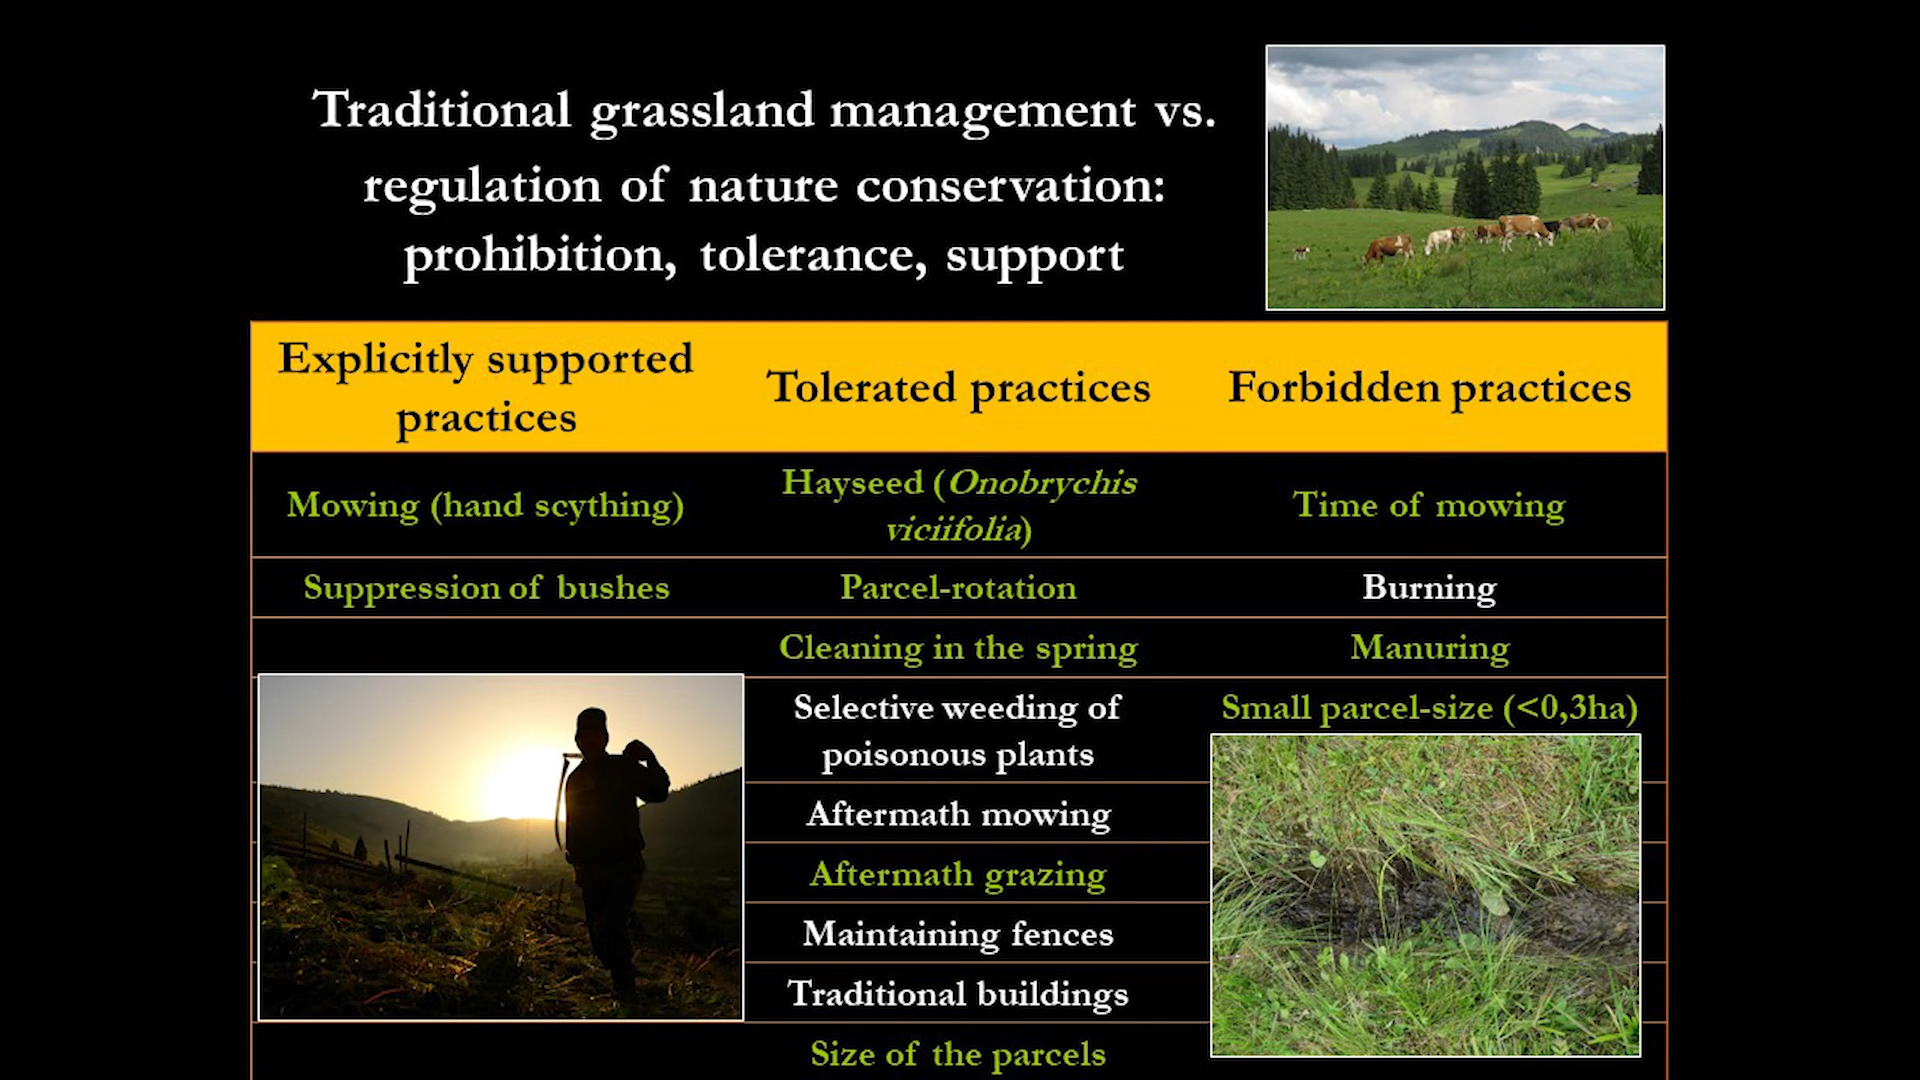 Traditional grassland management vs.
regulation of nature conservation:
prohibition, tolerance, support
Explicitly supported
practices
Tolerated practices
Forbidden practices
Mowing (hand scything)
Hayseed (Onobrychis
viciifolia)
Time of mowing
Suppression of bushes
Parcel-rotation
Burning
Cleaning in the spring
Manuring
Selective weeding of
poisonous plants
Small parcel-size (<0,3ha)
Aftermath mowing
Aftermath grazing
Maintaining fences
Traditional buildings
Size of the parcels